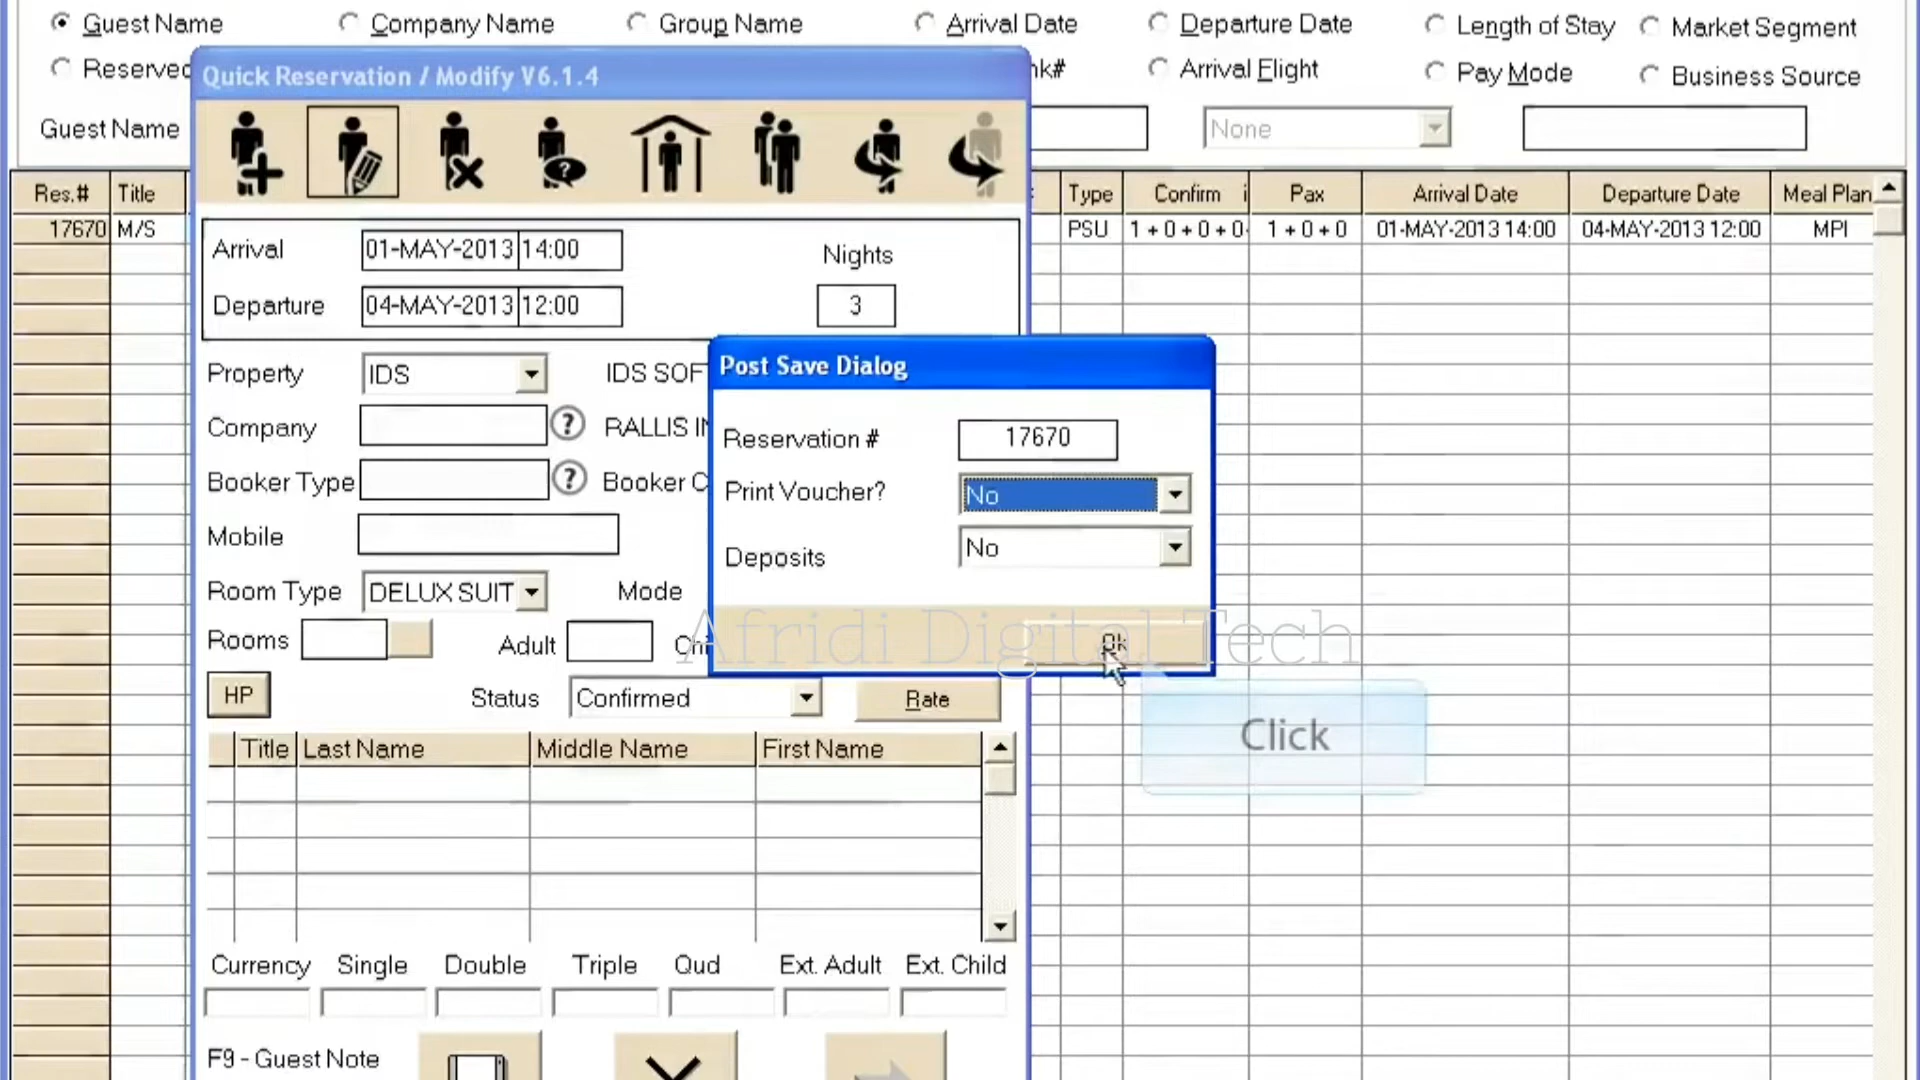 Guest Name Company Name Group Name Arrival Date Departure Date Length of Stay Market Segment
Reserved nk# Arrival Flight Pay Mode Business Source
Guest Name None
Quick Reservation / Modify V6.1.4
Res.# Title Type Confirm i Pax Arrival Date Departure Date Meal Plan
17670 M/S PSU 1 + 0 + 0 + 0 1 + 0 + 0 01-MAY-2013 14:00 04-MAY-2013 12:00 MPI
Arrival 01-MAY-2013 14:00 Nights
Departure 04-MAY-2013 12:00 3
Property IDS IDS SOF
Company ? RALLIS IN
Booker Type ? Booker C
Mobile
Room Type DELUX SUIT Mode
Rooms Adult Chi
HP Status Confirmed Rate
Title Last Name Middle Name First Name
Currency Single Double Triple Qud Ext. Adult Ext. Child
F9 - Guest Note
Post Save Dialog
Reservation # 17670
Print Voucher? No
Deposits No
Ok
Afridi Digital Tech
Click